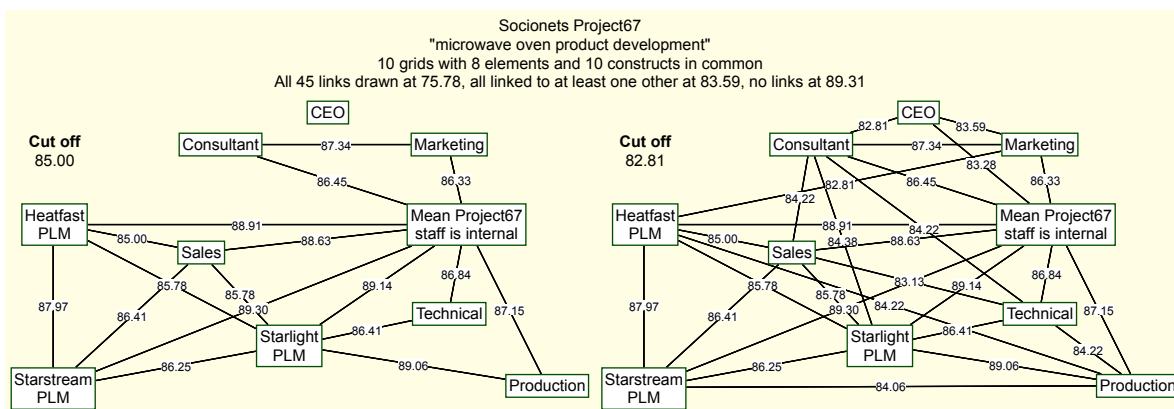 Socionets Project67
"microwave oven product development"
10 grids with 8 elements and 10 constructs in common
All 45 links drawn at 75.78, all linked to at least one other at 83.59, no links at 89.31
Cut off
85.00
CEO
Consultant
87.34
Marketing
86.45
86.33
Heatfast
PLM
88.91
Mean Project67
staff is internal
85.00
Sales
88.63
85.78
85.78
89.14
86.84
87.97
86.41
89.30
86.41
Technical
Starlight
PLM
87.15
86.25
89.06
Starstream
PLM
Production
Cut off
82.81
CEO
82.81
83.59
Consultant
87.34
Marketing
83.28
86.45
86.33
82.81
84.22
Heatfast
PLM
88.91
84.22
Mean Project67
staff is internal
85.00
Sales
84.38
88.63
83.13
86.84
85.78
85.78
89.14
87.97
86.41
89.30
84.22
86.41
Technical
87.15
Starlight
PLM
84.22
86.25
89.06
Starstream
PLM
84.06
Production